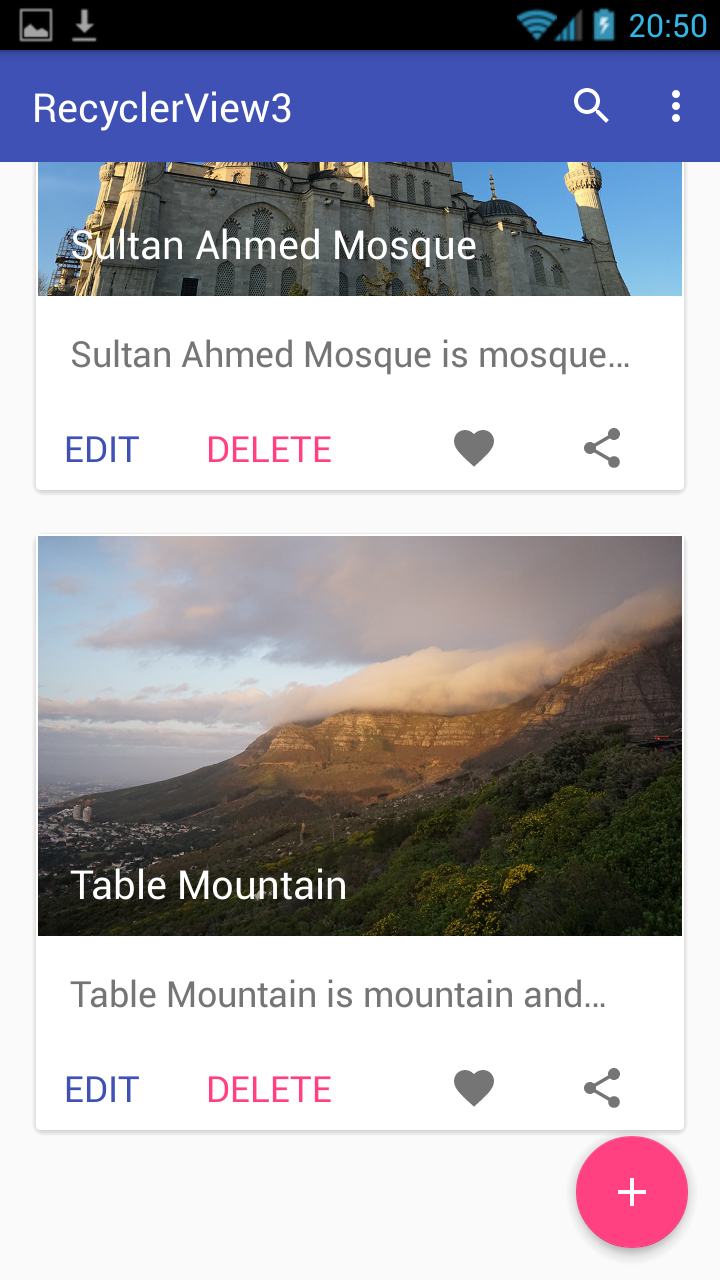 20:50
RecyclerView3
Sultan Ahmed Mosque
Sultan Ahmed Mosque is mosque…
EDIT DELETE
Table Mountain
Table Mountain is mountain and…
EDIT DELETE